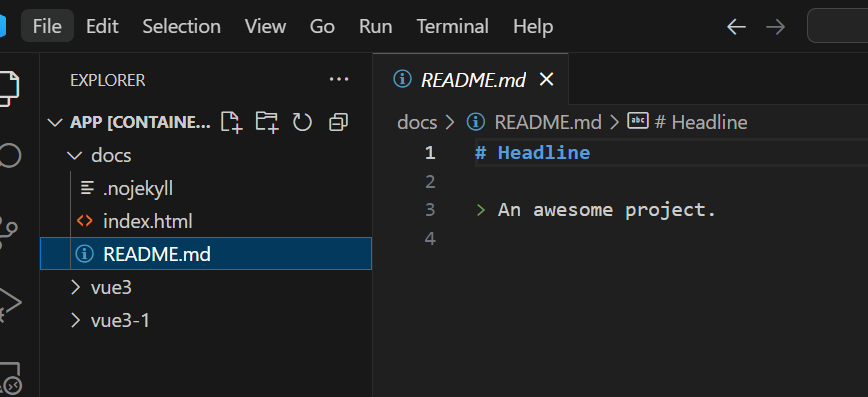 File Edit Selection View Go Run Terminal Help
EXPLORER
README.md
APP [CONTAINE...
docs > README.md > # Headline
docs
.nojekyll
index.html
README.md
vue3
vue3-1
1 # Headline
2
3 > An awesome project.
4